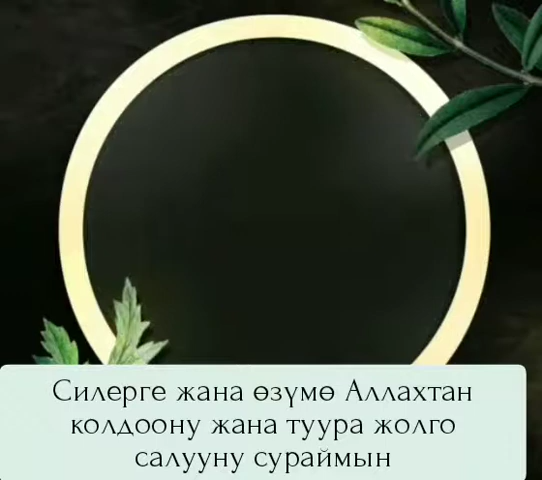 Силерге жана өзүмө Аллахтан
колдоону жана туура жолго
салууну сураймын